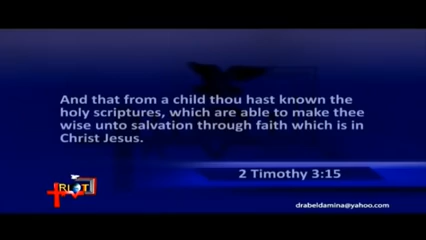 And that from a child thou hast known the
holy scriptures, which are able to make thee
wise unto salvation through faith which is in
Christ Jesus.
2 Timothy 3:15
drabeldamina@yahoo.com